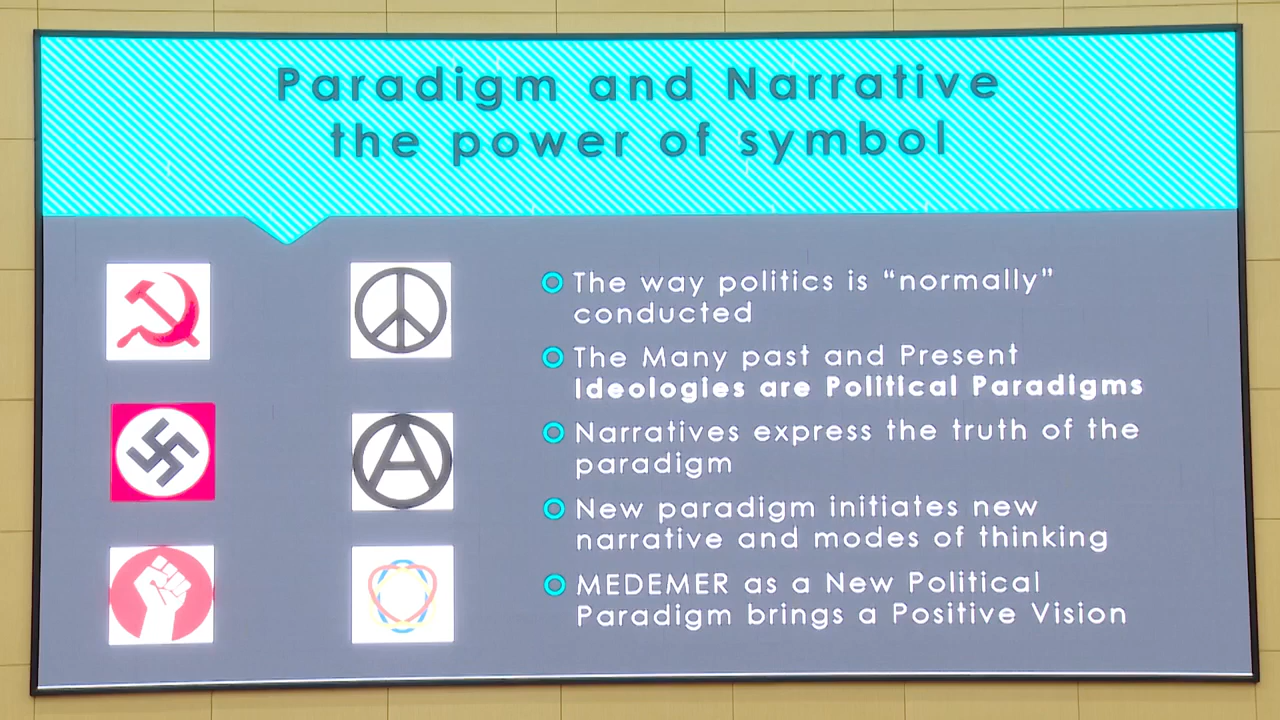 Paradigm and Narrative
the power of symbol
The way politics is “normally”
conducted
The Many past and Present
Ideologies are Political Paradigms
Narratives express the truth of the
paradigm
New paradigm initiates new
narrative and modes of thinking
MEDEMER as a New Political
Paradigm brings a Positive Vision